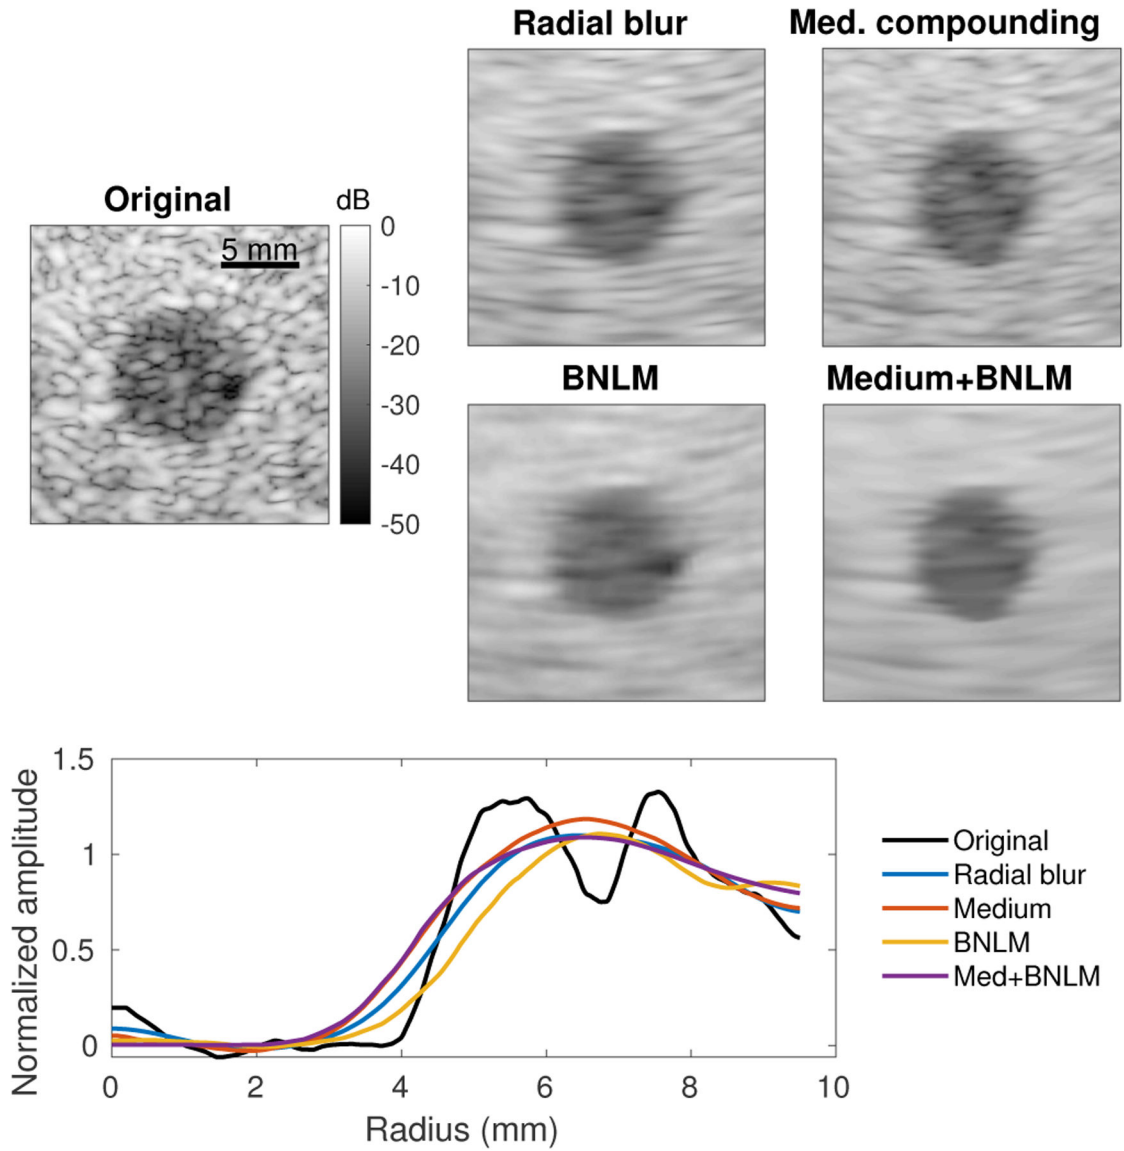 Radial blur
Med. compounding
Original
dB
5 mm
0
-10
-20
-30
-40
-50
BNLM
Medium+BNLM
Normalized amplitude
1.5
1
0.5
0
0 2 4 6 8 10
Radius (mm)
Original
Radial blur
Medium
BNLM
Med+BNLM